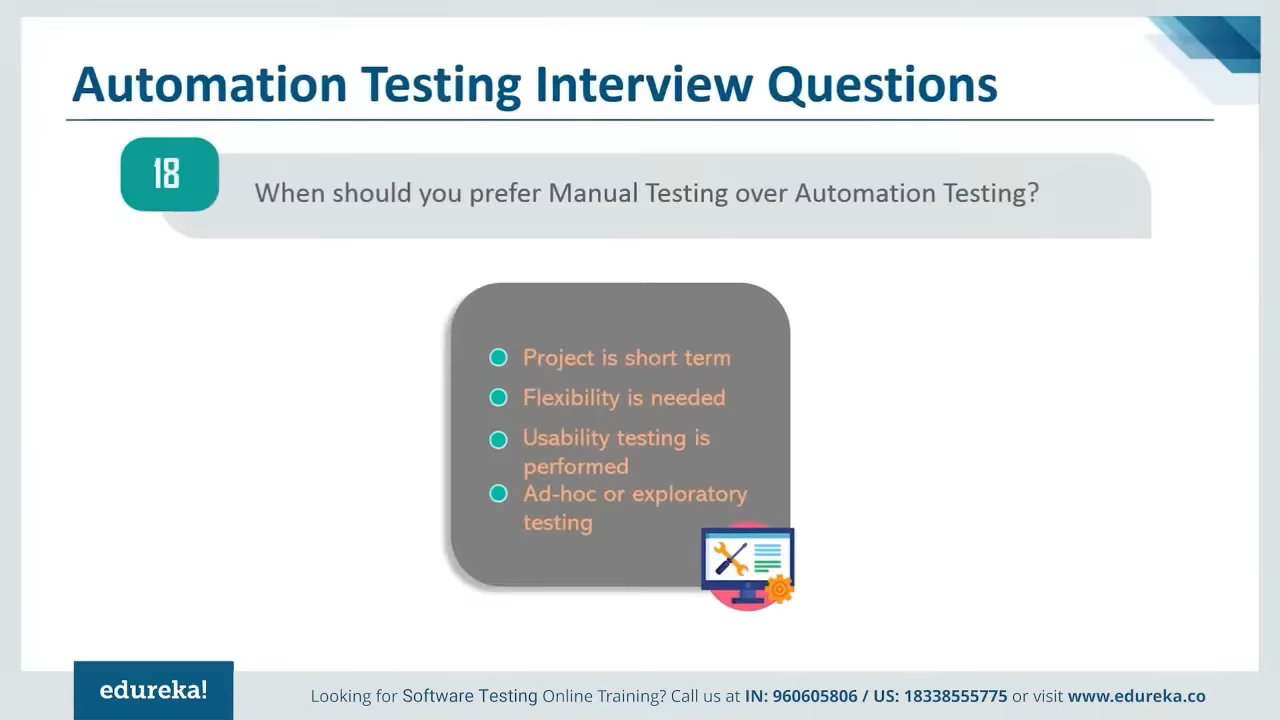 Automation Testing Interview Questions
18
When should you prefer Manual Testing over Automation Testing?
Project is short term
Flexibility is needed
Usability testing is
performed
Ad-hoc or exploratory
testing
edureka!
Looking for Software Testing Online Training? Call us at IN: 960605806 / US: 18338555775 or visit www.edureka.co